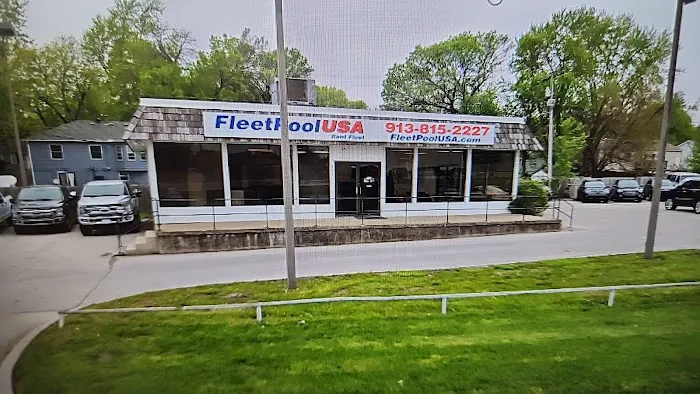 FleetPoolUSA 913-815-2227
Rent Fleet FleetPoolUSA.com